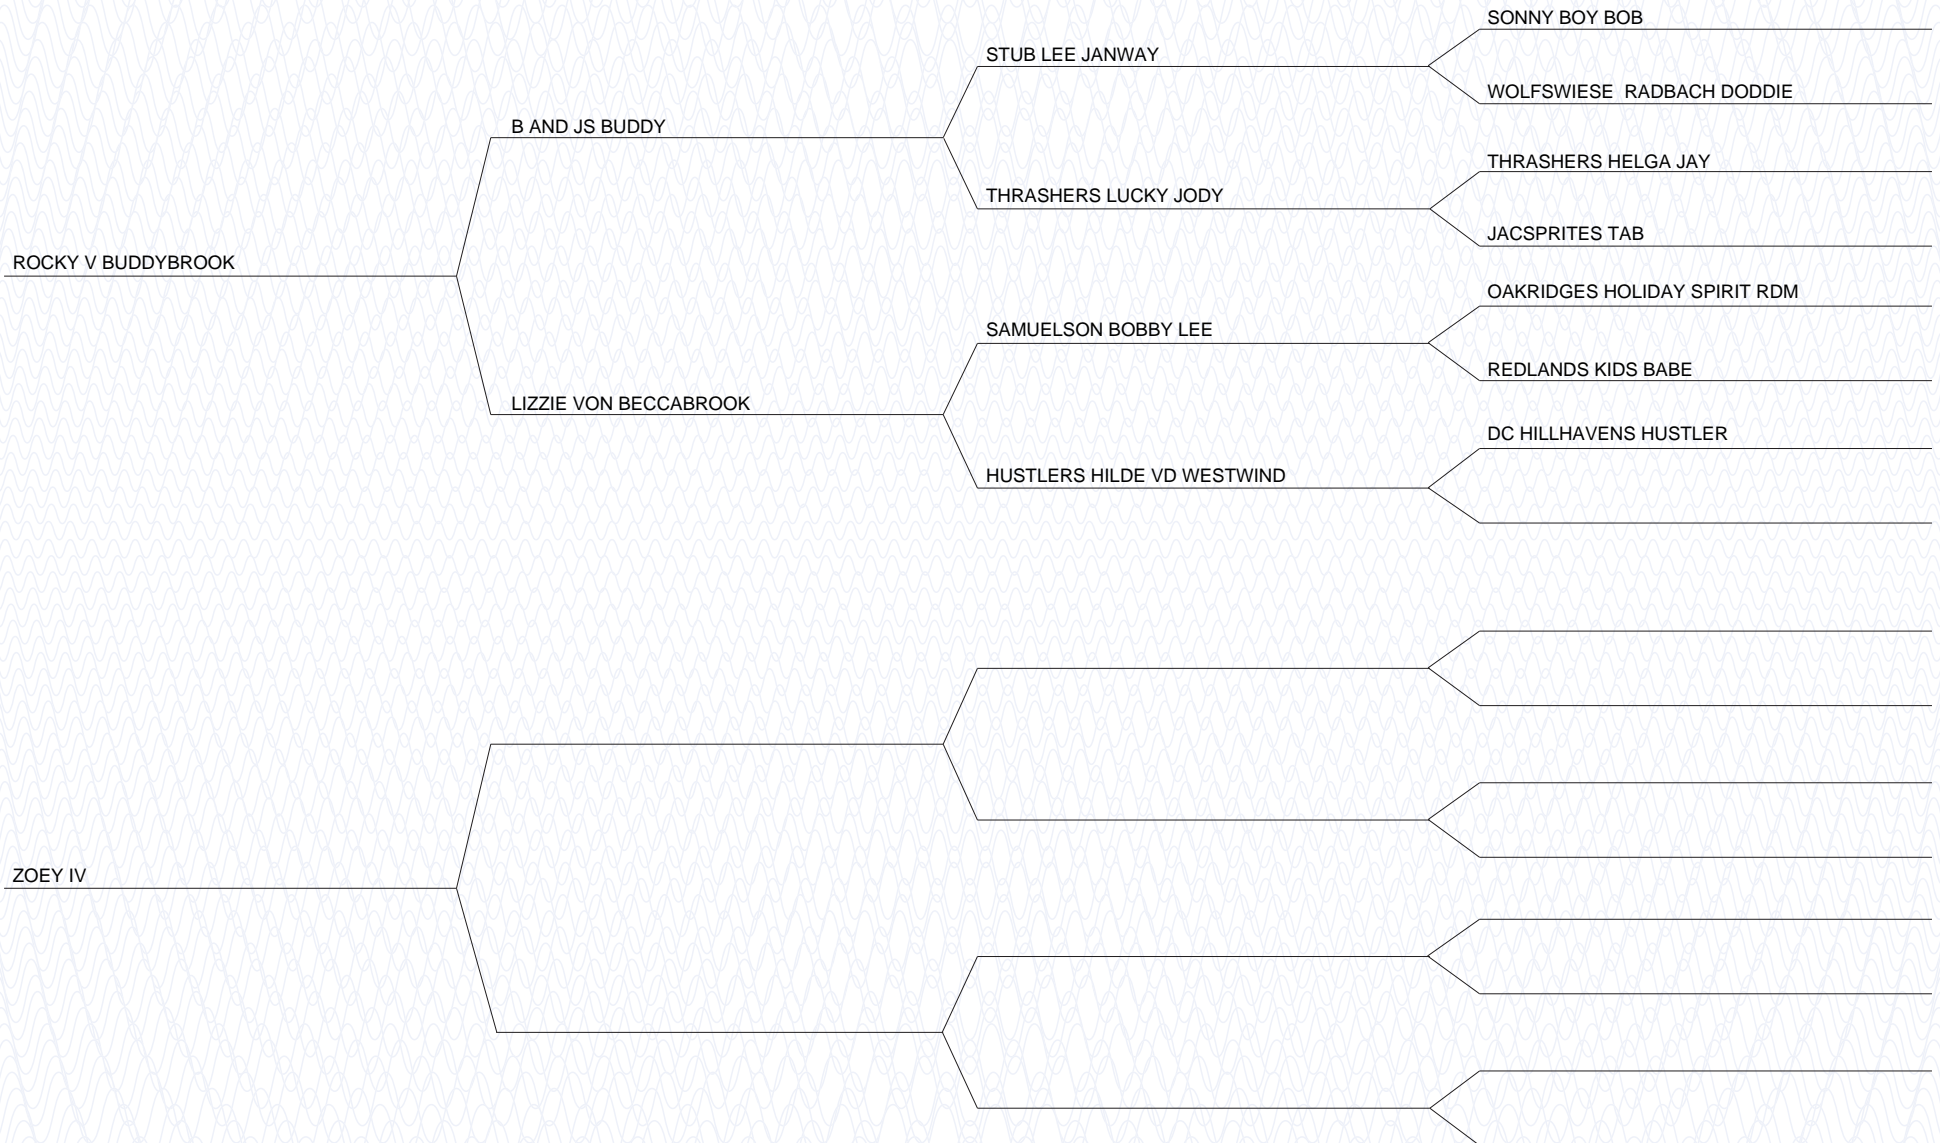 SONNY BOY BOB
STUB LEE JANWAY
WOLFSWIESE  RADBACH DODDIE
B AND JS BUDDY
THRASHERS HELGA JAY
THRASHERS LUCKY JODY
JACSPRITES TAB
ROCKY V BUDDYBROOK
OAKRIDGES HOLIDAY SPIRIT RDM
SAMUELSON BOBBY LEE
REDLANDS KIDS BABE
LIZZIE VON BECCABROOK
DC HILLHAVENS HUSTLER
HUSTLERS HILDE VD WESTWIND
ZOEY IV